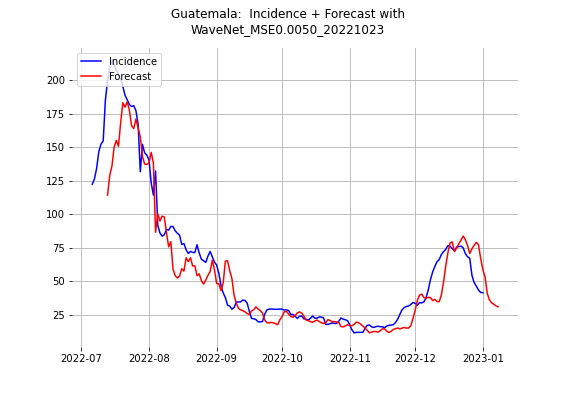 Guatemala:  Incidence + Forecast with
WaveNet_MSE0.0050_20221023
Incidence
Forecast
200
175
150
125
100
75
50
25
2022-07 2022-08 2022-09 2022-10 2022-11 2022-12 2023-01